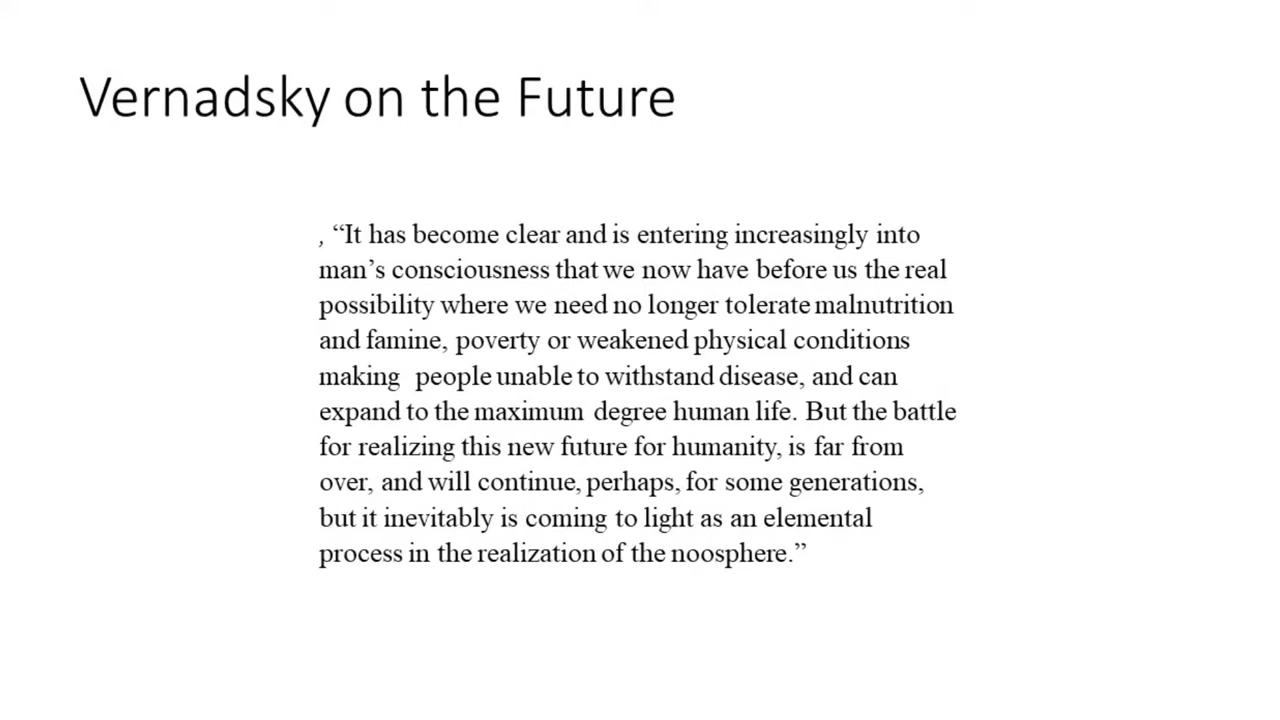 Vernadsky on the Future
, “It has become clear and is entering increasingly into
man’s consciousness that we now have before us the real
possibility where we need no longer tolerate malnutrition
and famine, poverty or weakened physical conditions
making people unable to withstand disease, and can
expand to the maximum degree human life. But the battle
for realizing this new future for humanity, is far from
over, and will continue, perhaps, for some generations,
but it inevitably is coming to light as an elemental
process in the realization of the noosphere.”